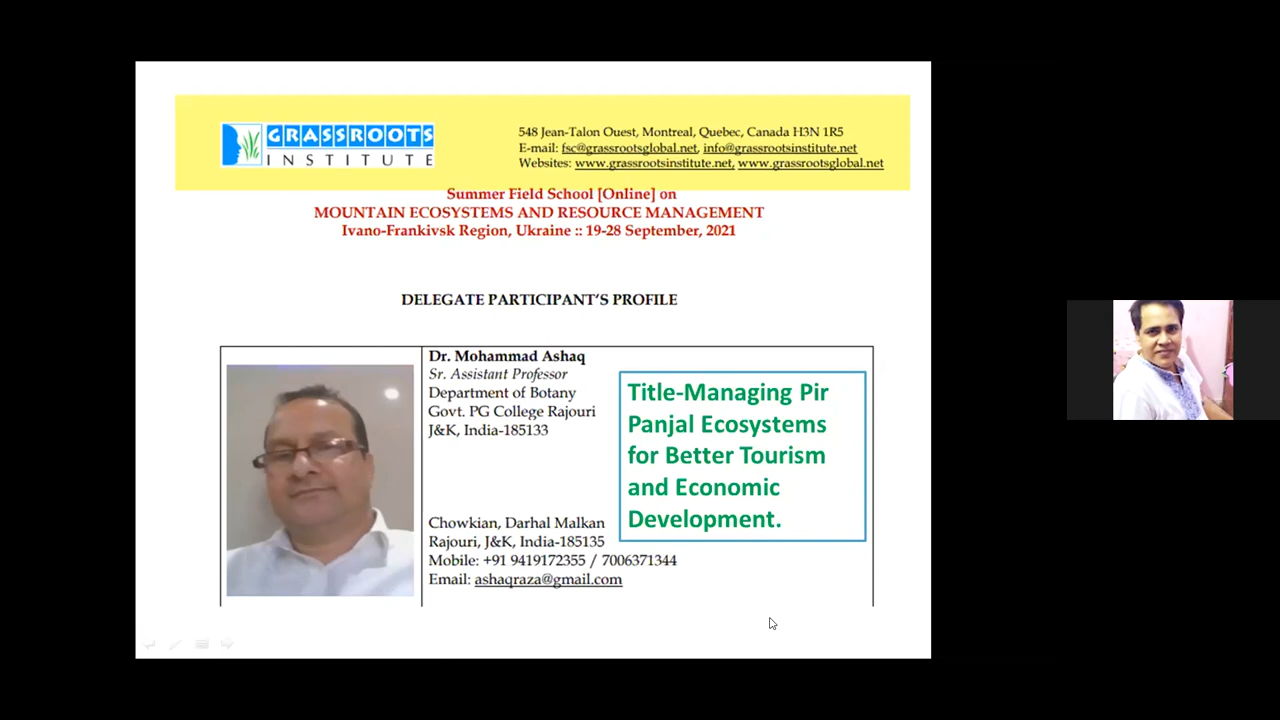 GRASSROOTS
INSTITUTE
548 Jean-Talon Ouest, Montreal, Quebec, Canada H3N 1R5
E-mail: fsc@grassrootsglobal.net, info@grassrootsinstitute.net
Websites: www.grassrootsinstitute.net, www.grassrootsglobal.net
Summer Field School [Online] on
MOUNTAIN ECOSYSTEMS AND RESOURCE MANAGEMENT
Ivano-Frankivsk Region, Ukraine :: 19-28 September, 2021
DELEGATE PARTICIPANT'S PROFILE
Dr. Mohammad Ashaq
Sr. Assistant Professor
Department of Botany
Govt. PG College Rajouri
J&K, India-185133
Chowkian, Darhal Malkan
Rajouri, J&K, India-185135
Mobile: +91 9419172355 / 7006371344
Email: ashaqraza@gmail.com
Title-Managing Pir
Panjal Ecosystems
for Better Tourism
and Economic
Development.